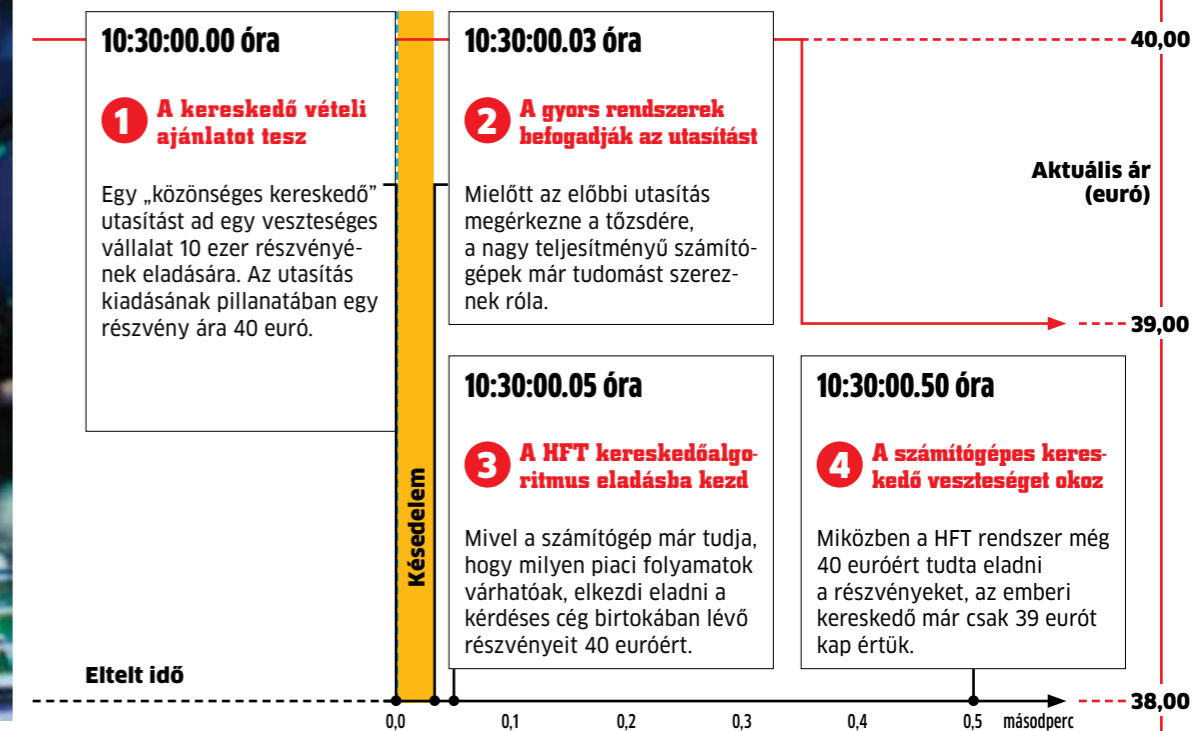 10:30:00.00 óra
1 A kereskedő vételi
ajánlatot tesz
Egy „közönséges kereskedő”
utasítást ad egy veszteséges
vállalat 10 ezer részvényé-
nek eladására. Az utasítás
kiadásának pillanatában egy
részvény ára 40 euró.
10:30:00.03 óra
2 A gyors rendszerek
befogadják az utasítást
Mielőtt az előbbi utasítás
megérkezne a tőzsdére,
a nagy teljesítményű számító-
gépek már tudomást szerez-
nek róla.
40,00
Aktuális ár
(euró)
39,00
Késedelem
10:30:00.05 óra
3 A HFT kereskedőalgo-
ritmus eladásba kezd
Mivel a számítógép már tudja,
hogy milyen piaci folyamatok
várhatóak, elkezdi eladni a
kérdéses cég birtokában lévő
részvényeit 40 euróért.
10:30:00.50 óra
4 A számítógépes keres-
kedő veszteséget okoz
Miközben a HFT rendszer még
40 euróért tudta eladni
a részvényeket, az emberi
kereskedő már csak 39 eurót
kap értük.
Eltelt idő
38,00
0,0 0,1 0,2 0,3 0,4 0,5 másodperc